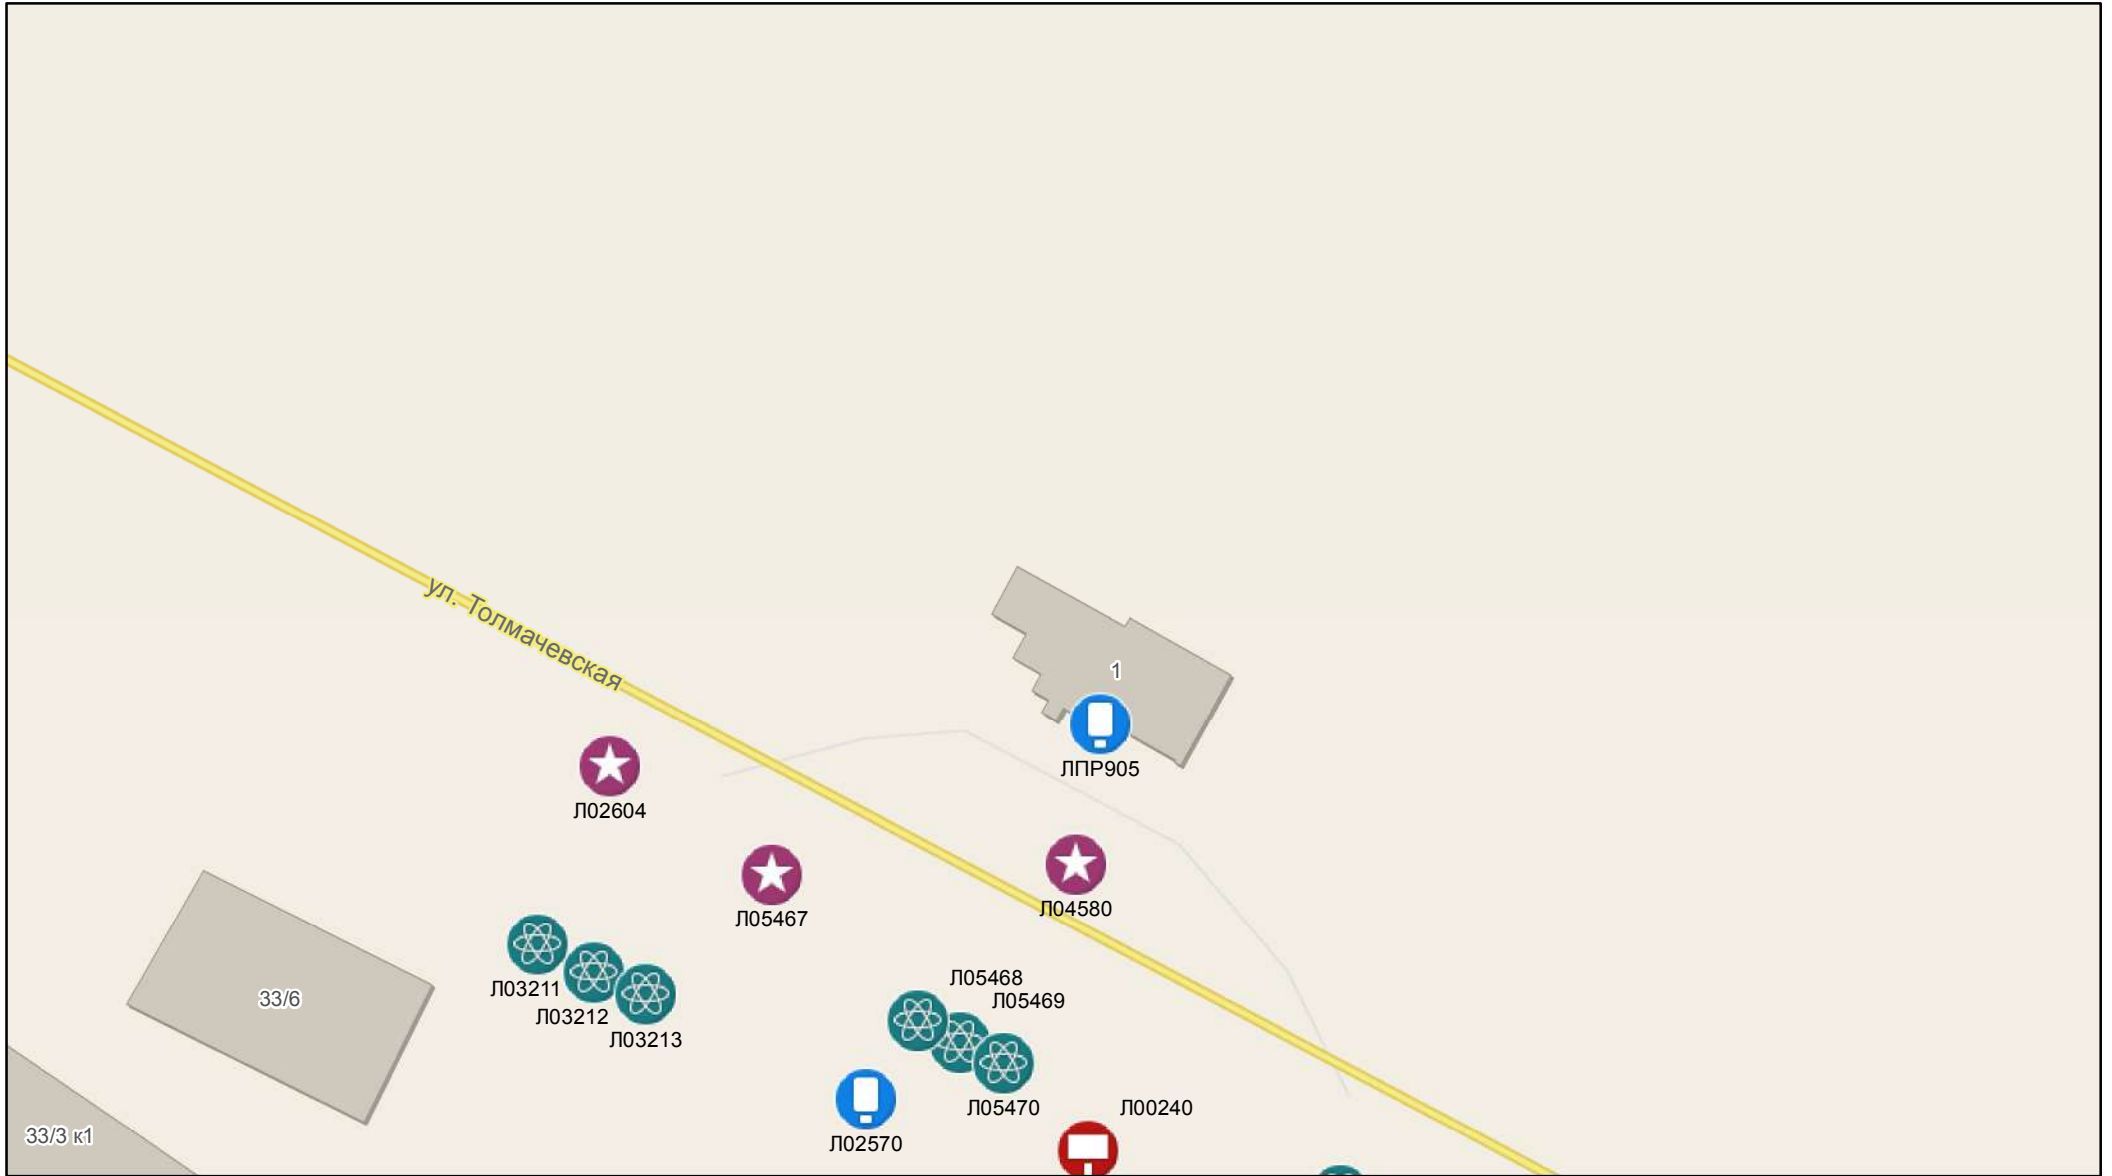 ул. Толмачевская
1
ЛПР905
Л02604
Л04580
Л05467
Л05468
Л03211
33/6
Л05469
Л03212
Л03213
Л05470
Л00240
33/3 к1
Л02570